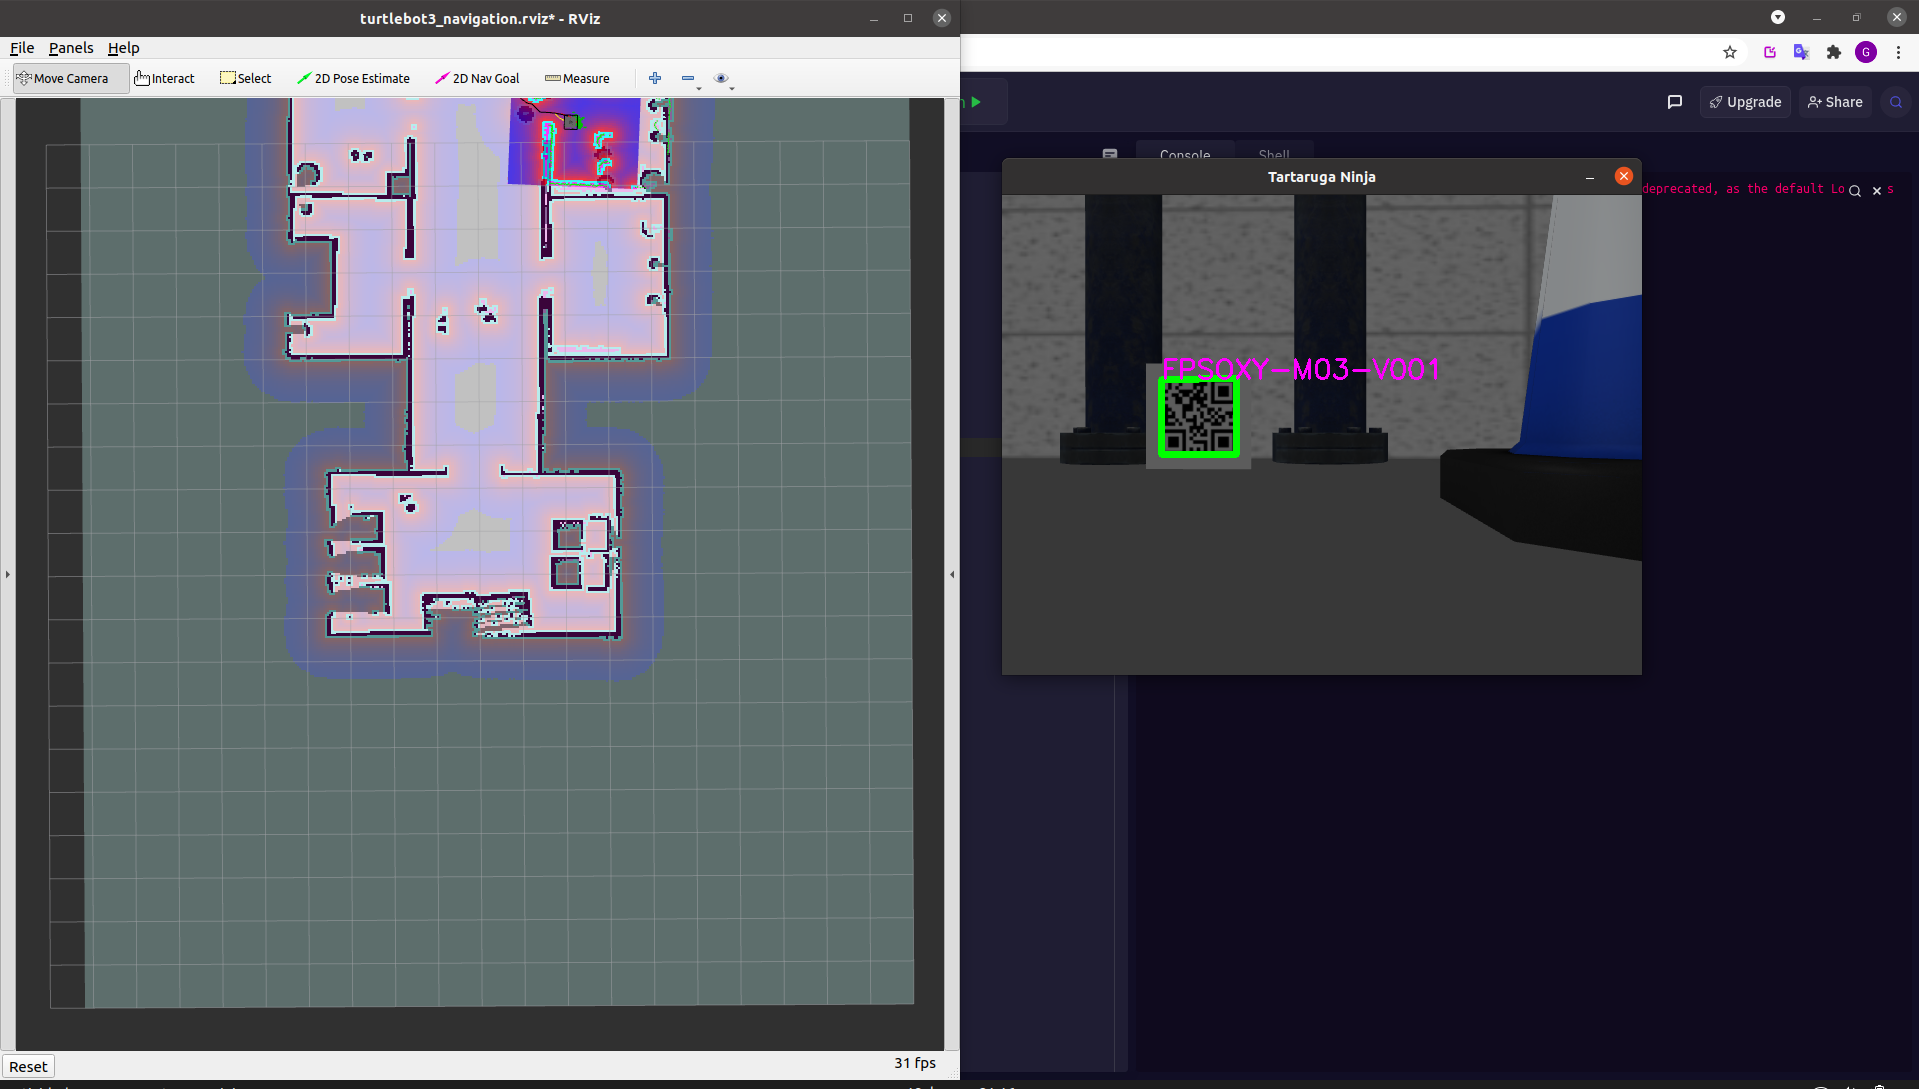 turtlebot3_navigation.rviz* - RViz
File Panels Help
Move Camera Interact Select 2D Pose Estimate 2D Nav Goal Measure
Reset
31 fps
G
Upgrade Share
Console Shell
Tartaruga Ninja
deprecated, as the default Lo s
FPSOXY-M03-V001